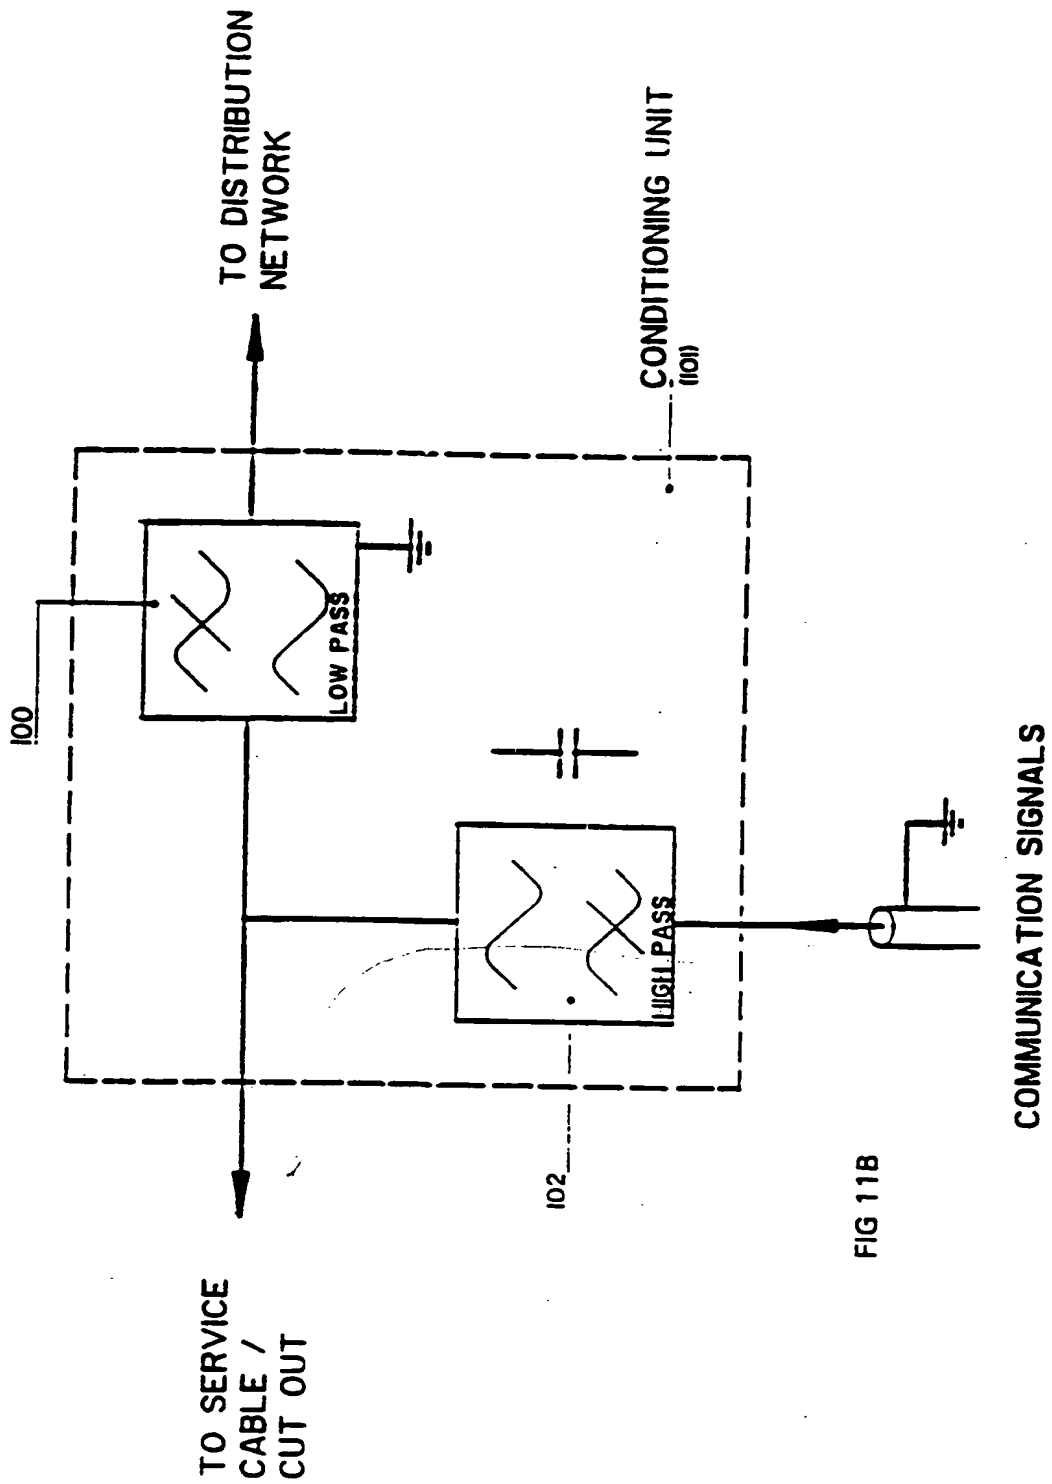 TO SERVICE
CABLE /
CUT OUT
100
TO DISTRIBUTION
NETWORK
LOW PASS
HIGH PASS
102
CONDITIONING UNIT
(101)
FIG 11B
COMMUNICATION SIGNALS